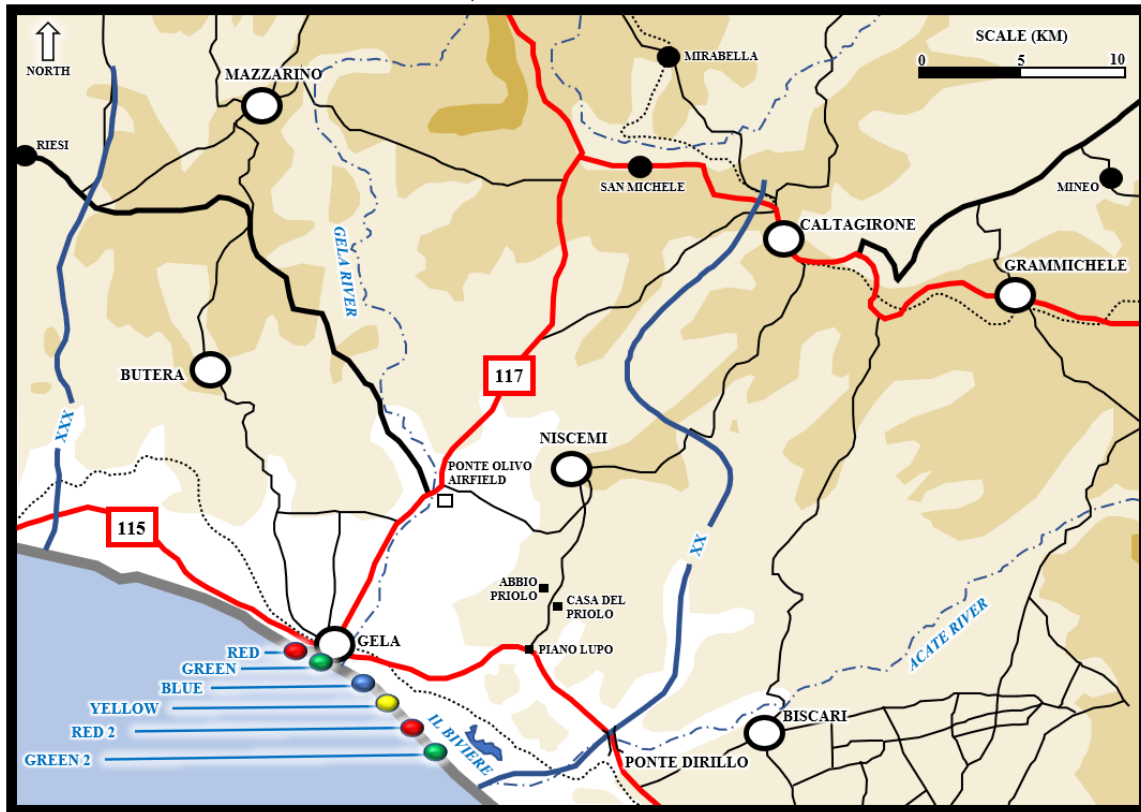 NORTH
MAZZARINO
MIRABELLA
SCALE (KM)
0 5 10
RIESI
SAN MICHELE
MINEO
GELA RIVER
CALTAGIRONE
GRAMMICHELE
BUTERA
117
XXX
NISCEMI
PONTE OLIVO
AIRFIELD
115
XX
ABBIO
PRIOLO
CASA DEL
PRIOLO
ACATE RIVER
GELA
PIANO LUPO
RED
GREEN
BLUE
YELLOW
RED 2
GREEN 2
IL BIVIERE
BISCARI
PONTE DIRILLO